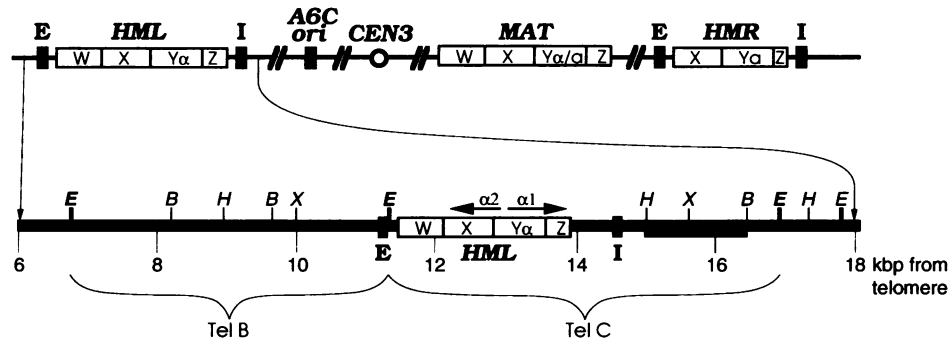 A6C
E HML I ori CEN3 MAT E HMR I
W X Yα Z W X Yα/a Z X Ya Z
E B H B X E α2 α1 H X B E H E
W X Yα Z
E HML I
6 8 10 12 14 16 18 kbp from
telomere
Tel B Tel C